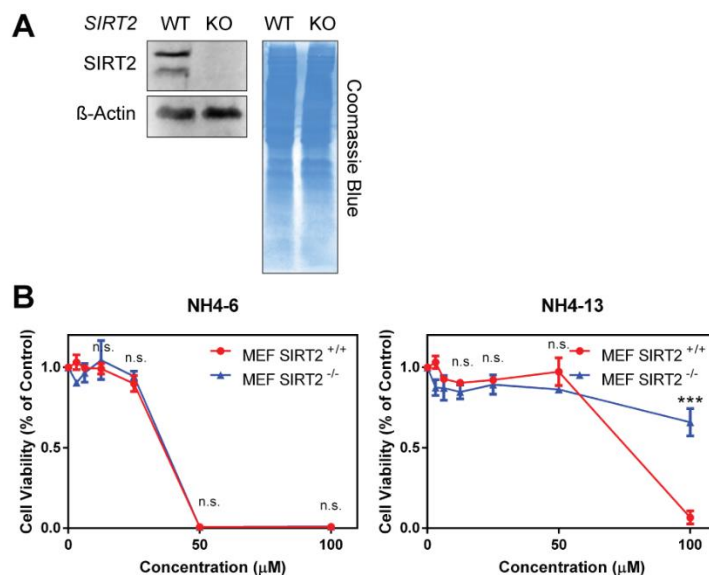 A
SIRT2 WT KO WT KO
SIRT2
ß-Actin
Coomassie Blue
B
NH4-6
Cell Viability (% of Control)
1.0
0.5
0.0
0 50 100
Concentration (μM)
n.s.
n.s.
n.s.
n.s.
MEF SIRT2 +/+
MEF SIRT2 -/-
NH4-13
Cell Viability (% of Control)
1.0
0.5
0.0
0 50 100
Concentration (μM)
n.s.
n.s.
n.s.
***
MEF SIRT2 +/+
MEF SIRT2 -/-